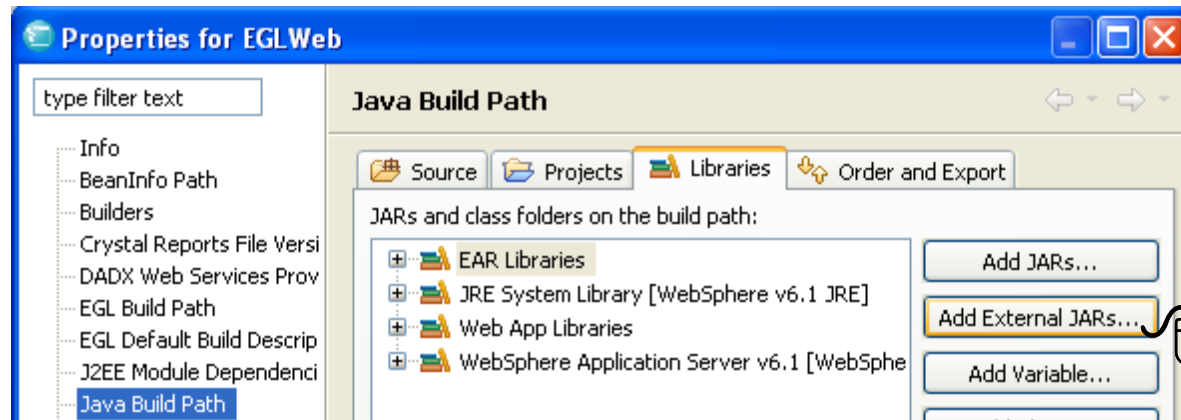 Properties for EGLWeb
type filter text
Info
BeanInfo Path
Builders
Crystal Reports File Versi
DADX Web Services Prov
EGL Build Path
EGL Default Build Descrip
J2EE Module Dependenci
Java Build Path
Java Build Path
Source Projects Libraries Order and Export
JARs and class folders on the build path:
EAR Libraries
JRE System Library [WebSphere v6.1 JRE]
Web App Libraries
WebSphere Application Server v6.1 [WebSphe
Add JARs...
Add External JARs...
Add Variable...